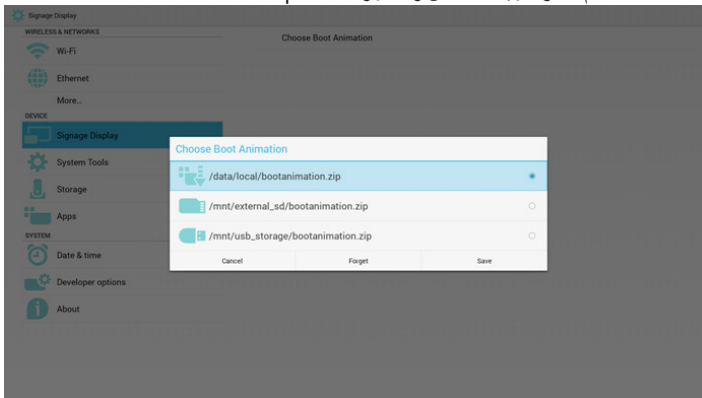 Signage Display
WIRELESS & NETWORKS
Choose Boot Animation
Wi-Fi
Ethernet
More...
DEVICE
Signage Display
System Tools
Storage
Apps
SYSTEM
Date & time
Developer options
About
Choose Boot Animation
/data/local/bootanimation.zip
/mnt/external_sd/bootanimation.zip
/mnt/usb_storage/bootanimation.zip
Cancel
Forget
Save